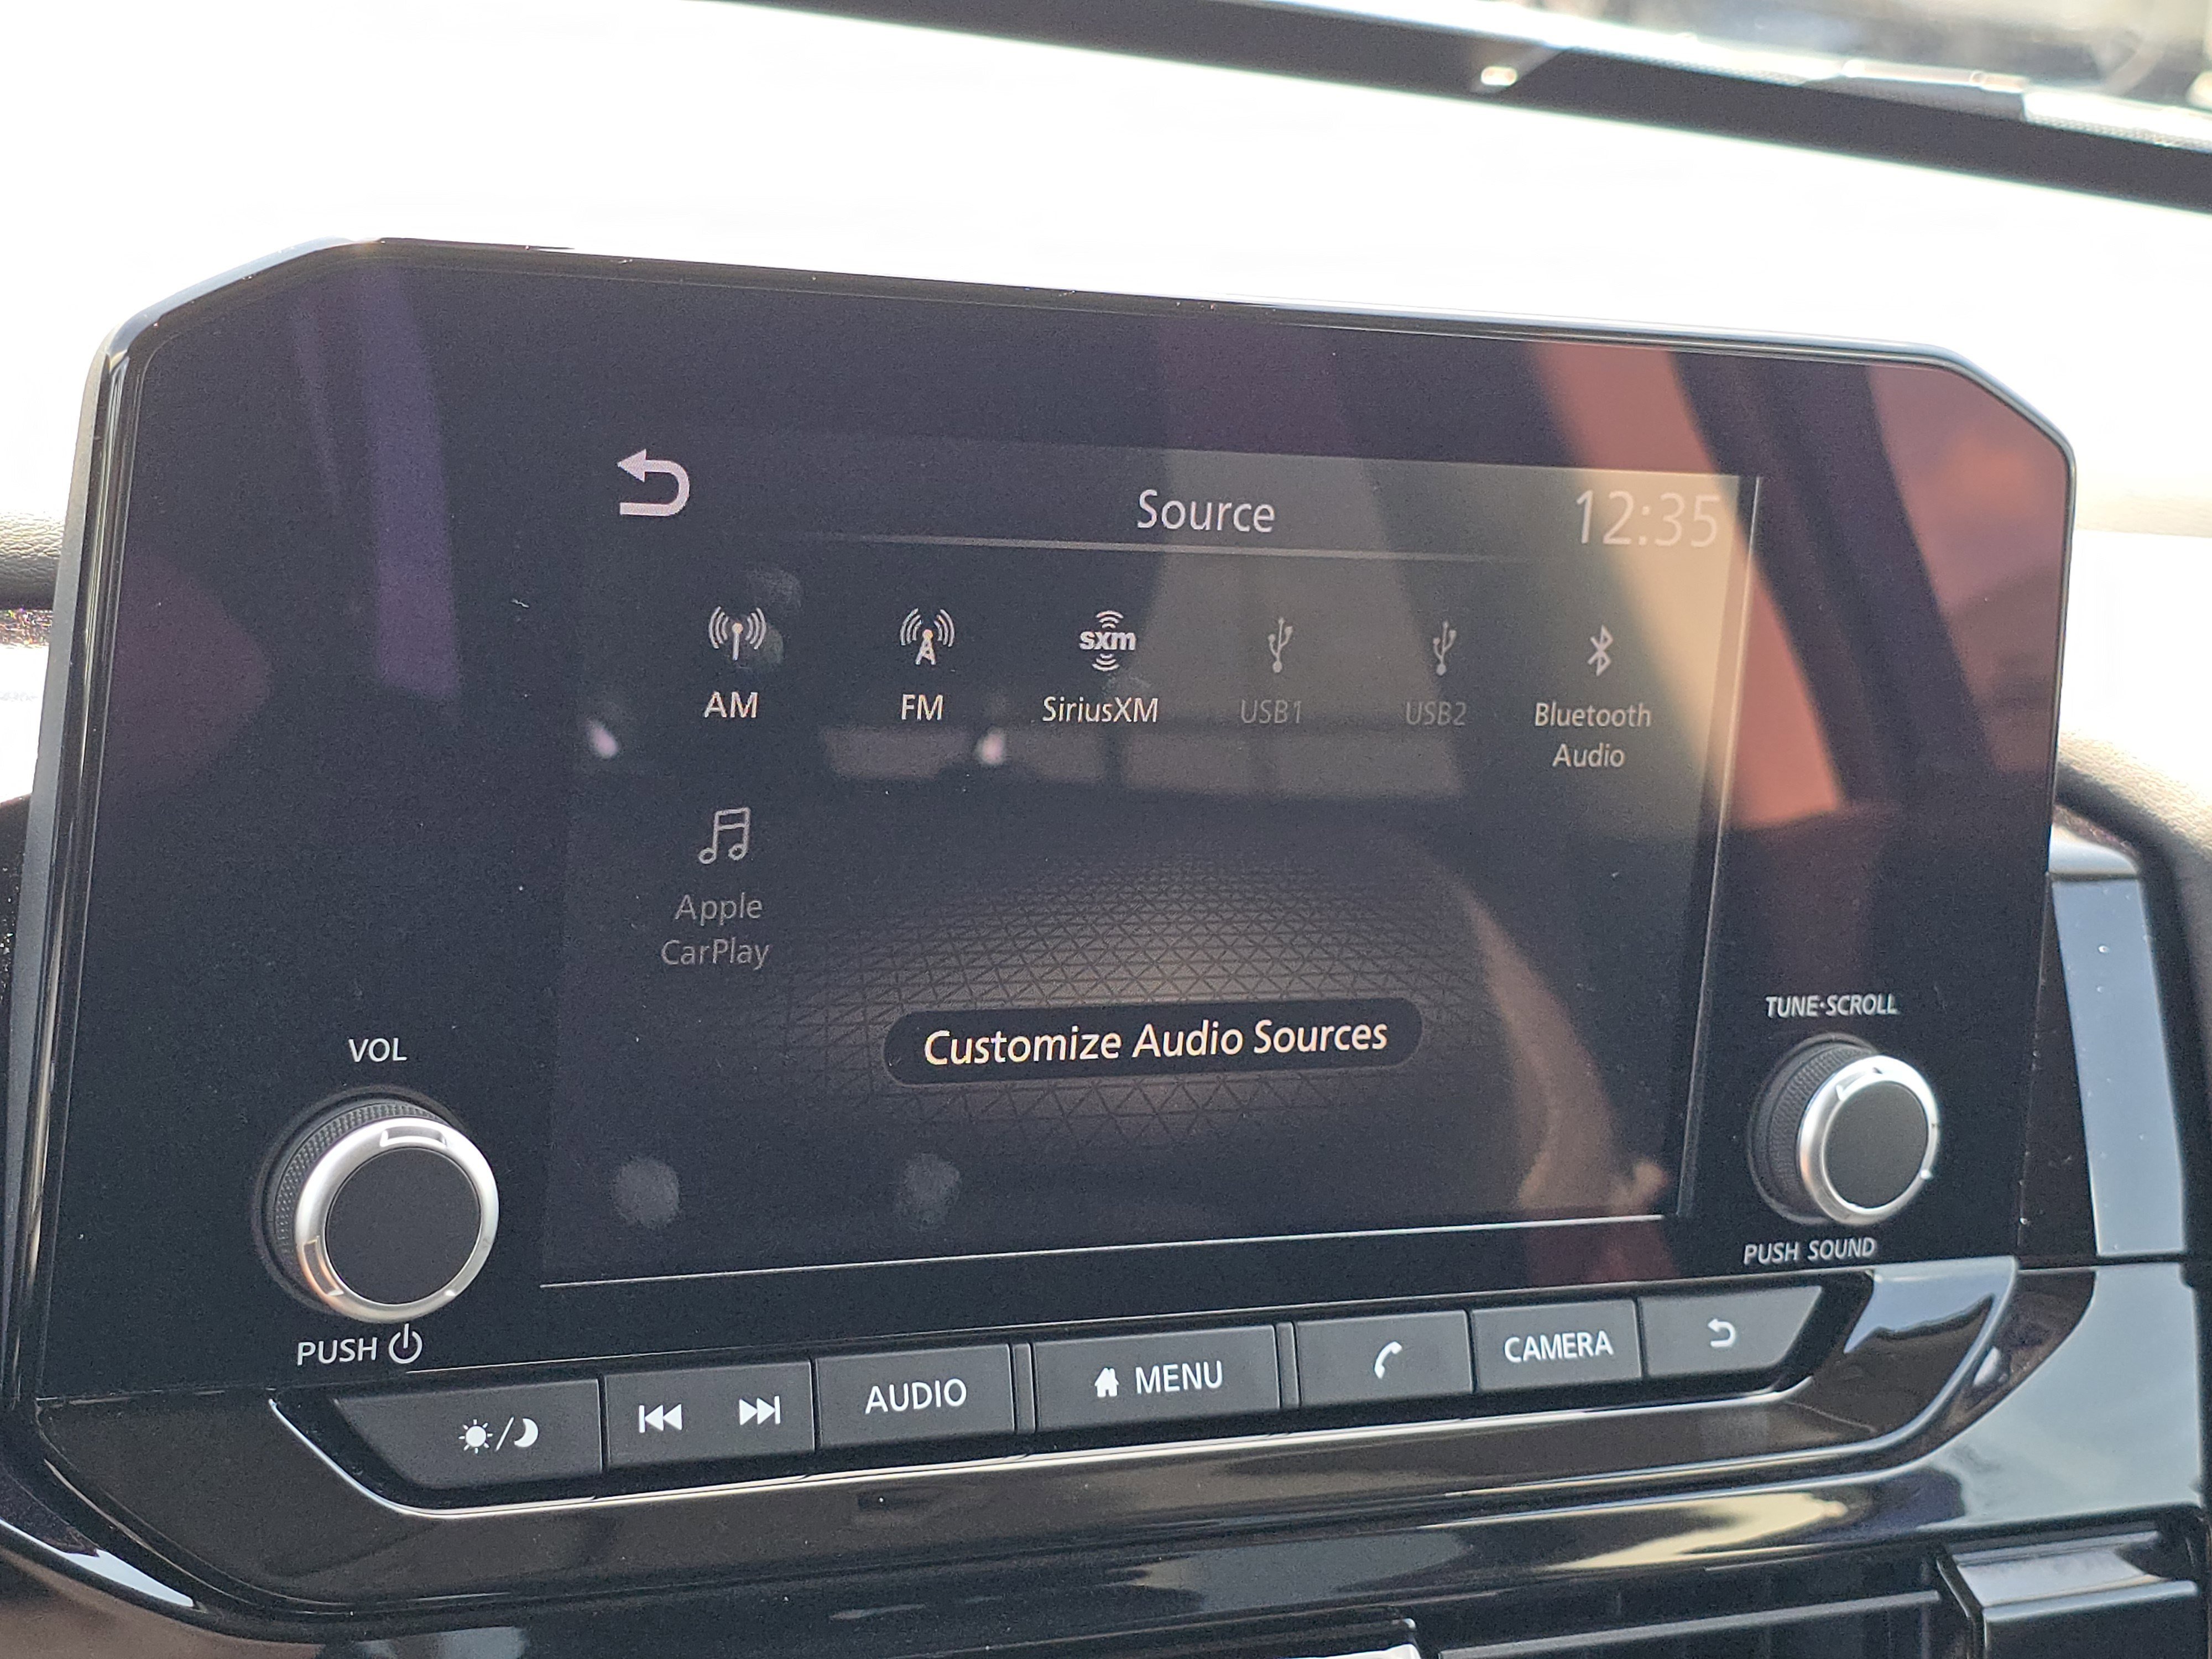 Source
12:35
sxm
AM
FM
SiriusXM
USB1
USB2
Bluetooth
Audio
Apple
CarPlay
Customize Audio Sources
VOL
PUSH
TUNE·SCROLL
PUSH SOUND
AUDIO
MENU
CAMERA